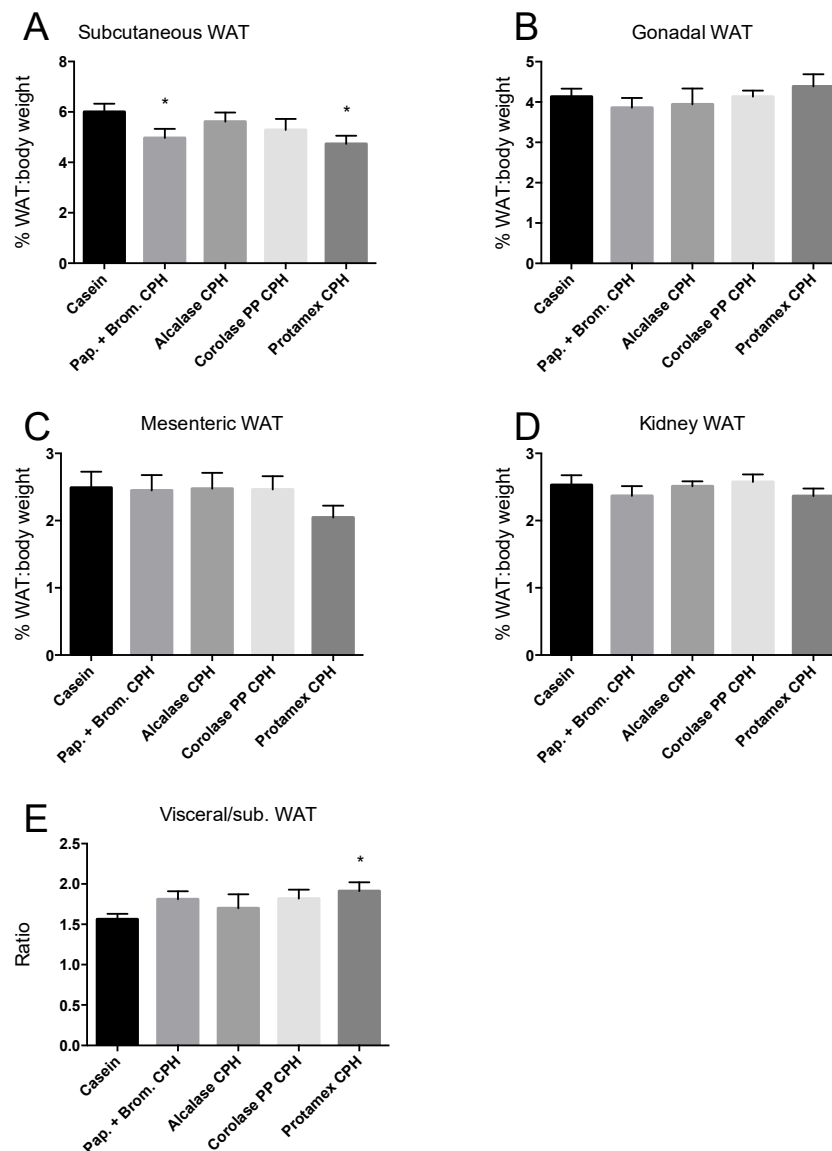 A
Subcutaneous WAT
% WAT:body weight
8
6
4
2
0
*
*
Casein
Pap. + Brom. CPH
Alcalase CPH
Corolase PP CPH
Protamex CPH
B
Gonadal WAT
% WAT:body weight
5
4
3
2
1
0
Casein
Pap. + Brom. CPH
Alcalase CPH
Corolase PP CPH
Protamex CPH
C
Mesenteric WAT
% WAT:body weight
3
2
1
0
Casein
Pap. + Brom. CPH
Alcalase CPH
Corolase PP CPH
Protamex CPH
D
Kidney WAT
% WAT:body weight
3
2
1
0
Casein
Pap. + Brom. CPH
Alcalase CPH
Corolase PP CPH
Protamex CPH
E
Visceral/sub. WAT
Ratio
2.5
2.0
1.5
1.0
0.5
0.0
*
Casein
Pap. + Brom. CPH
Alcalase CPH
Corolase PP CPH
Protamex CPH